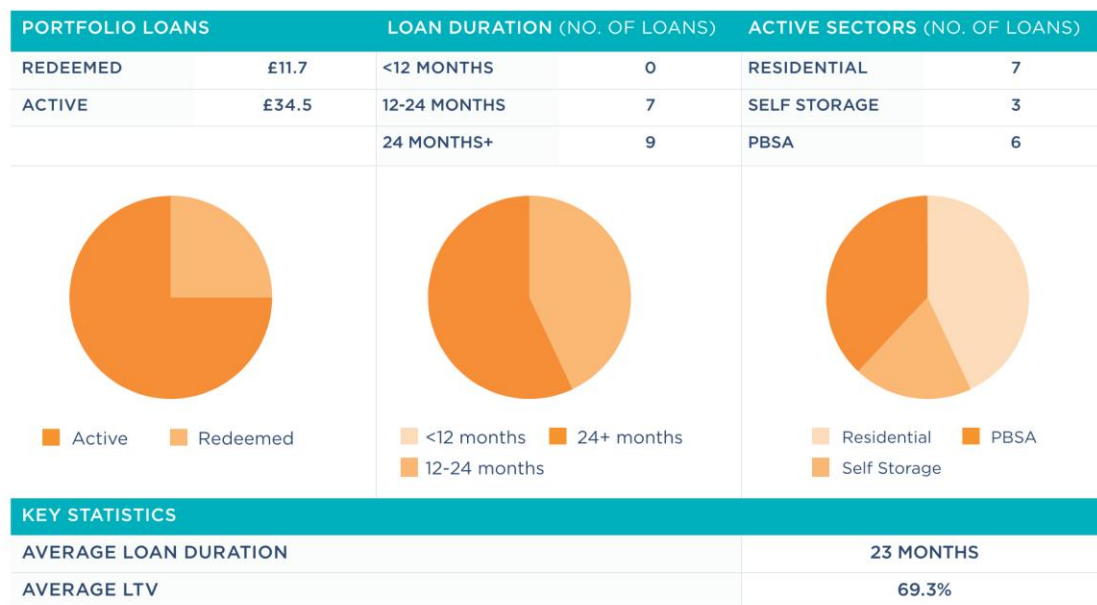 PORTFOLIO LOANS
REDEEMED £11.7
ACTIVE £34.5
LOAN DURATION (NO. OF LOANS)
<12 MONTHS 0
12-24 MONTHS 7
24 MONTHS+ 9
ACTIVE SECTORS (NO. OF LOANS)
RESIDENTIAL 7
SELF STORAGE 3
PBSA 6
Active Redeemed
<12 months 24+ months
12-24 months
Residential PBSA
Self Storage
KEY STATISTICS
AVERAGE LOAN DURATION 23 MONTHS
AVERAGE LTV 69.3%